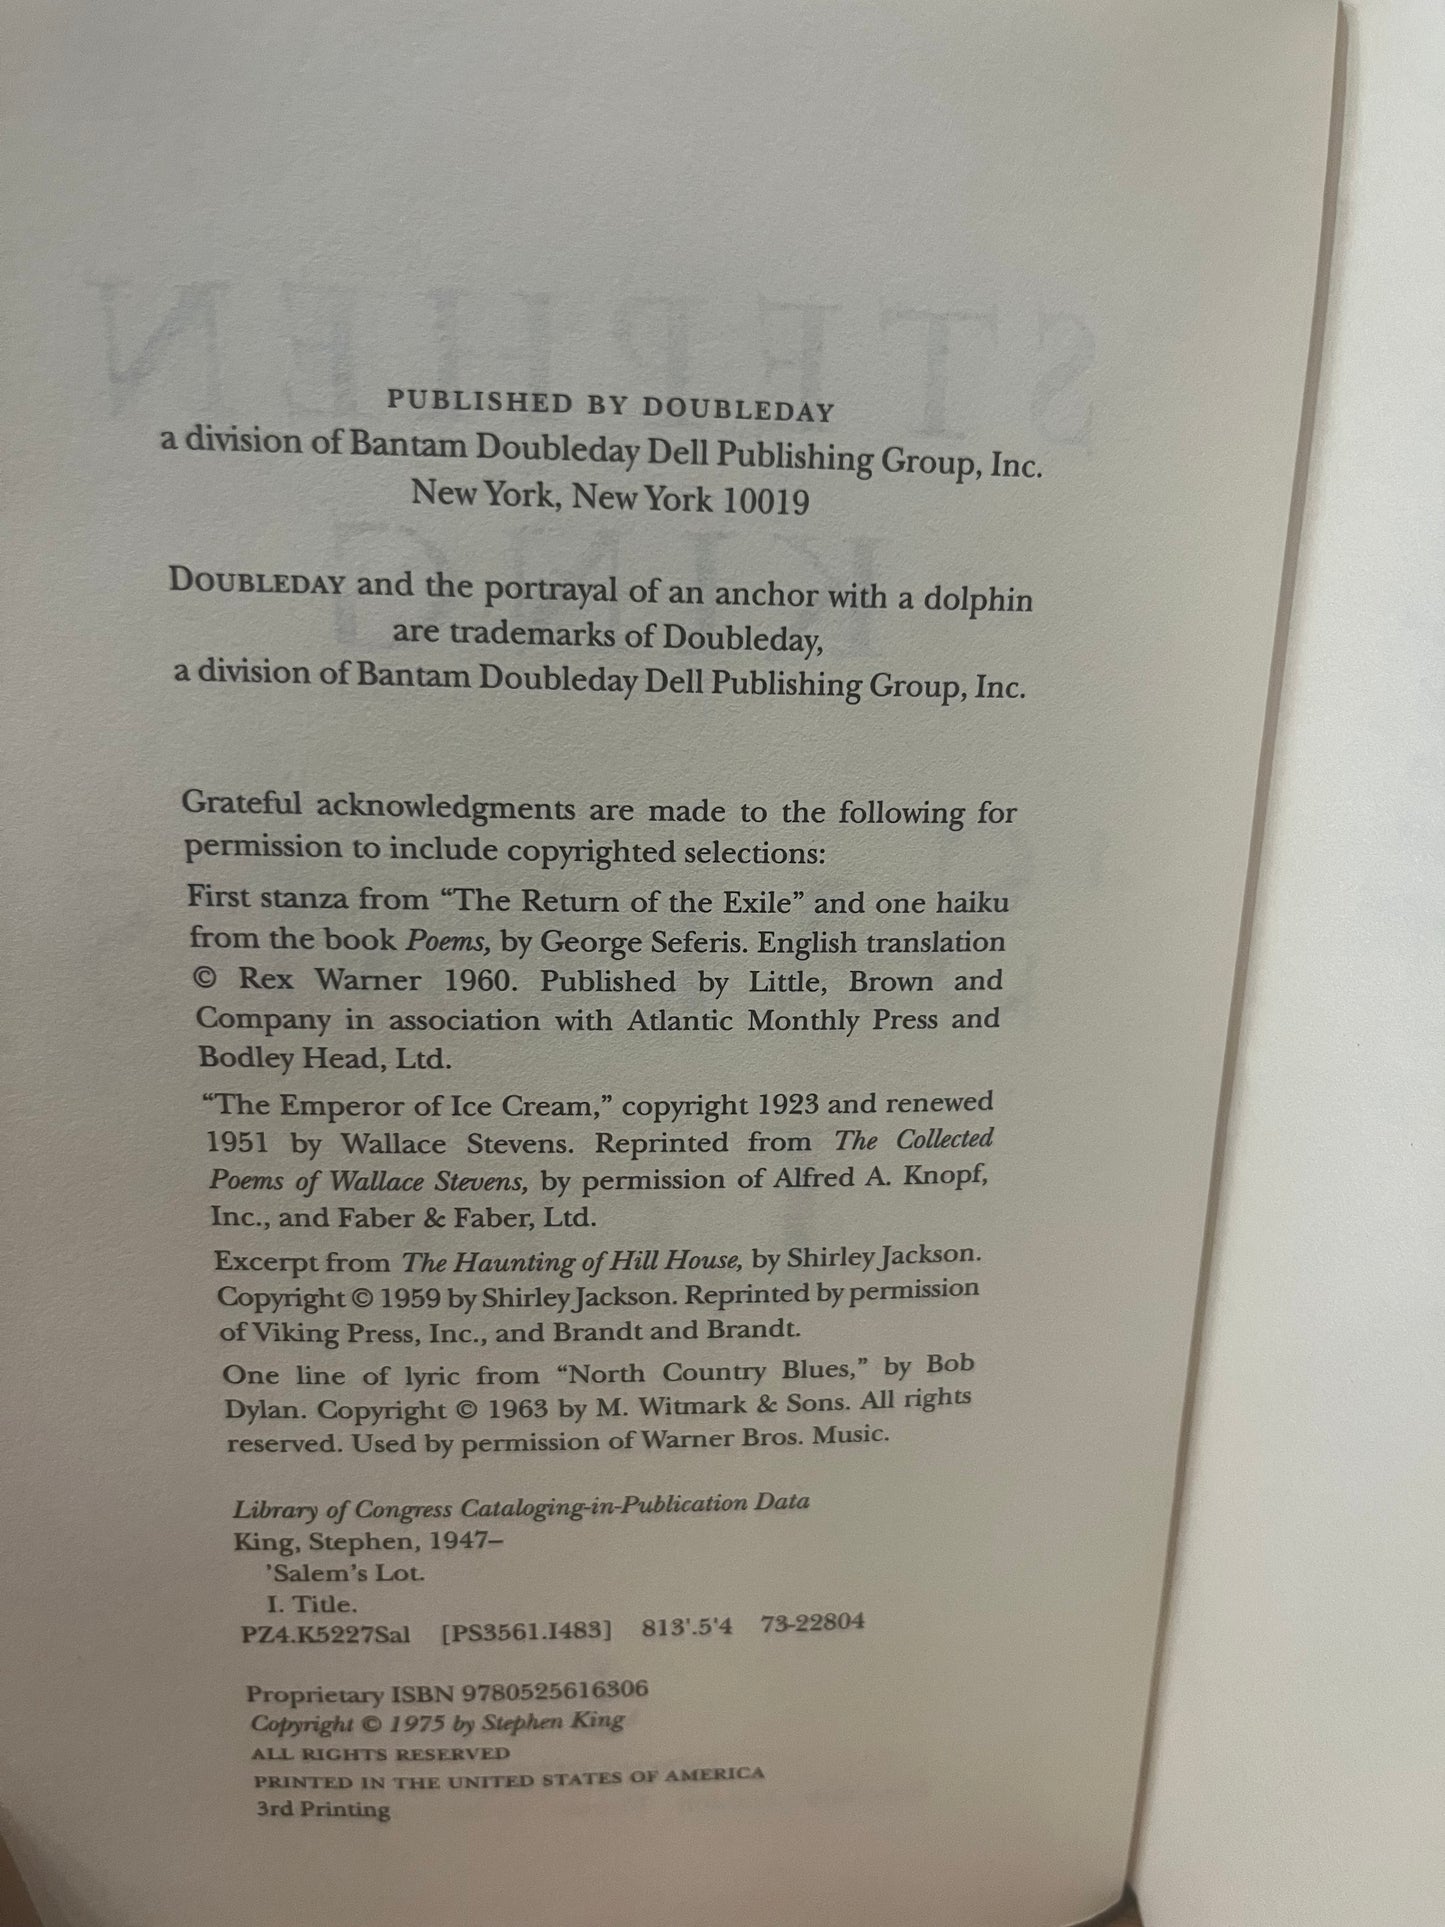 STEPHEN
KING
PUBLISHED BY DOUBLEDAY
a division of Bantam Doubleday Dell Publishing Group, Inc.
New York, New York 10019
DOUBLEDAY and the portrayal of an anchor with a dolphin
are trademarks of Doubleday,
a division of Bantam Doubleday Dell Publishing Group, Inc.
Grateful acknowledgments are made to the following for
permission to include copyrighted selections:
First stanza from “The Return of the Exile” and one haiku
from the book Poems, by George Seferis. English translation
© Rex Warner 1960. Published by Little, Brown and
Company in association with Atlantic Monthly Press and
Bodley Head, Ltd.
“The Emperor of Ice Cream,” copyright 1923 and renewed
1951 by Wallace Stevens. Reprinted from The Collected
Poems of Wallace Stevens, by permission of Alfred A. Knopf,
Inc., and Faber & Faber, Ltd.
Excerpt from The Haunting of Hill House, by Shirley Jackson.
Copyright © 1959 by Shirley Jackson. Reprinted by permission
of Viking Press, Inc., and Brandt and Brandt.
One line of lyric from “North Country Blues,” by Bob
Dylan. Copyright © 1963 by M. Witmark & Sons. All rights
reserved. Used by permission of Warner Bros. Music.
Library of Congress Cataloging-in-Publication Data
King, Stephen, 1947–
’Salem’s Lot.
I. Title.
PZ4.K5227Sal [PS3561.I483] 813'.5'4 73-22804
Proprietary ISBN 9780525616306
Copyright © 1975 by Stephen King
ALL RIGHTS RESERVED
PRINTED IN THE UNITED STATES OF AMERICA
3rd Printing